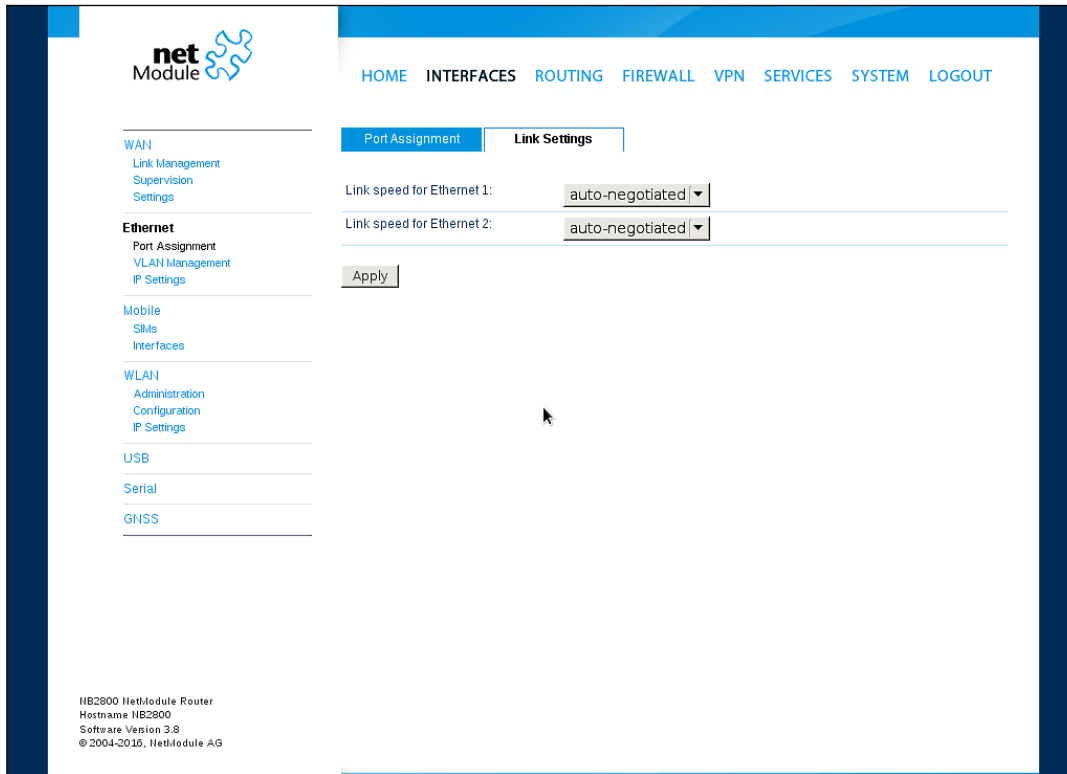 net
Module
HOME INTERFACES ROUTING FIREWALL VPN SERVICES SYSTEM LOGOUT
WAN
Link Management
Supervision
Settings
Ethernet
Port Assignment
VLAN Management
IP Settings
Mobile
SIMs
Interfaces
WLAN
Administration
Configuration
IP Settings
USB
Serial
GNSS
Port Assignment Link Settings
Link speed for Ethernet 1: auto-negotiated
Link speed for Ethernet 2: auto-negotiated
Apply
NB2800 NetModule Router
Hostname NB2800
Software Version 3.8
© 2004-2016, NetModule AG